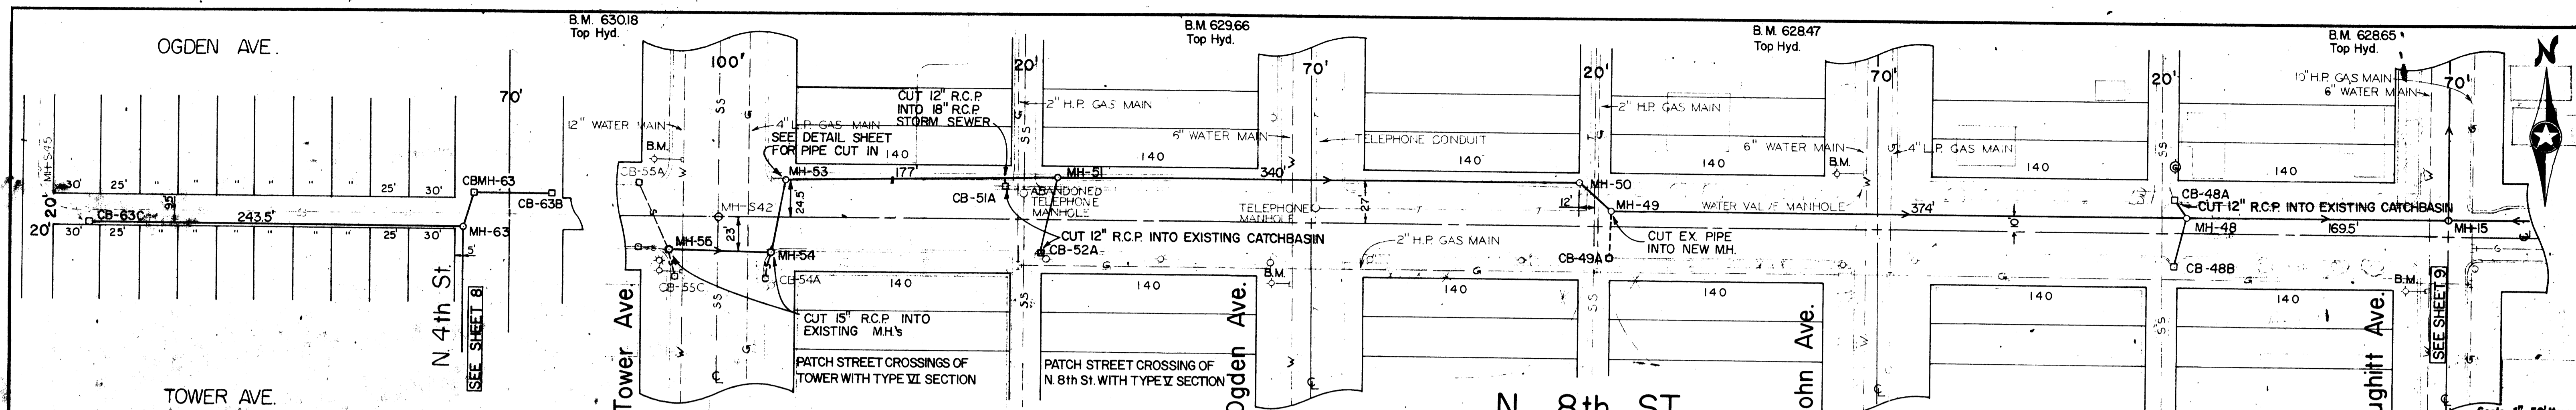 OGDEN AVE.
B.M. 630.18
Top Hyd.
B.M. 629.66
Top Hyd.
B.M. 628.47
Top Hyd.
B.M. 628.65
Top Hyd.
N
70'
100'
20'
70'
20'
70'
20'
70'
10" H.P. GAS MAIN
6" WATER MAIN
CUT 12" R.C.P.
INTO 18" R.C.P.
STORM SEWER
2" H.P. GAS MAIN
2" H.P. GAS MAIN
12" WATER MAIN
4" L.P. GAS MAIN
6" WATER MAIN
TELEPHONE CONDUIT
6" WATER MAIN
4" L.P. GAS MAIN
SEE DETAIL SHEET
FOR PIPE CUT IN
B.M.
140
140
140
140
140
140
B.M.
MH-S45
CB-55A
MH-53
177'
MH-51
340'
MH-50
30'
25'
25'
30'
CBMH-63
CB-63B
CB-51A
ABANDONED
TELEPHONE
MANHOLE
CB-48A
20'
20'
9.5'
CB-63C
243.5'
MH-63
MH-S42
24.5'
23'
TELEPHONE
MANHOLE
27'
12'
MH-49
WATER VALVE MANHOLE
374'
10'
CUT 12" R.C.P. INTO EXISTING CATCHBASIN
MH-48
169.5'
MH-15
30'
25'
25'
30'
5'
MH-55
MH-54
CUT 12" R.C.P. INTO EXISTING CATCHBASIN
CB-52A
2" H.P. GAS MAIN
CUT EX. PIPE
INTO NEW M.H.
CB-49A
CB-48B
CB-55C
CB-54A
B.M.
B.M.
140
140
140
140
140
N. 4th St.
SEE SHEET 8
Tower Ave.
CUT 15" R.C.P. INTO
EXISTING M.H.'s
PATCH STREET CROSSINGS OF
TOWER WITH TYPE VI SECTION
PATCH STREET CROSSING OF
N. 8th St. WITH TYPE V SECTION
Ogden Ave.
ohn Ave.
ughitt Ave.
SEE SHEET 9
TOWER AVE.
N. 8th ST.